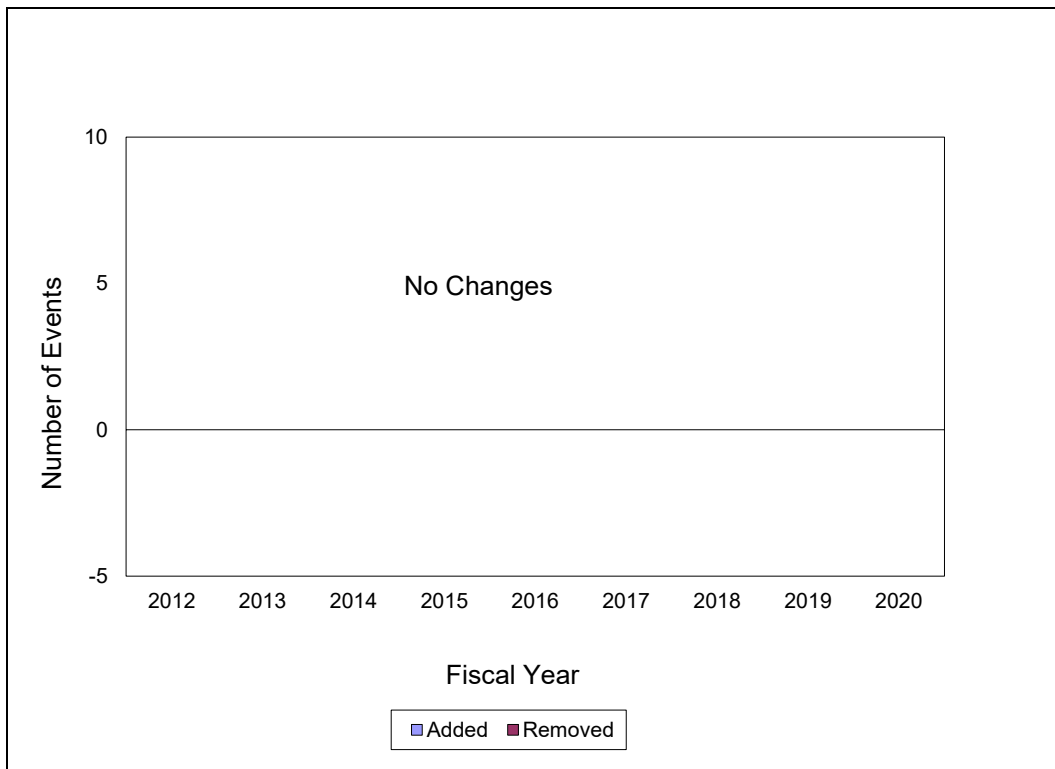 10
5
0
-5
Number of Events
No Changes
2012 2013 2014 2015 2016 2017 2018 2019 2020
Fiscal Year
Added Removed